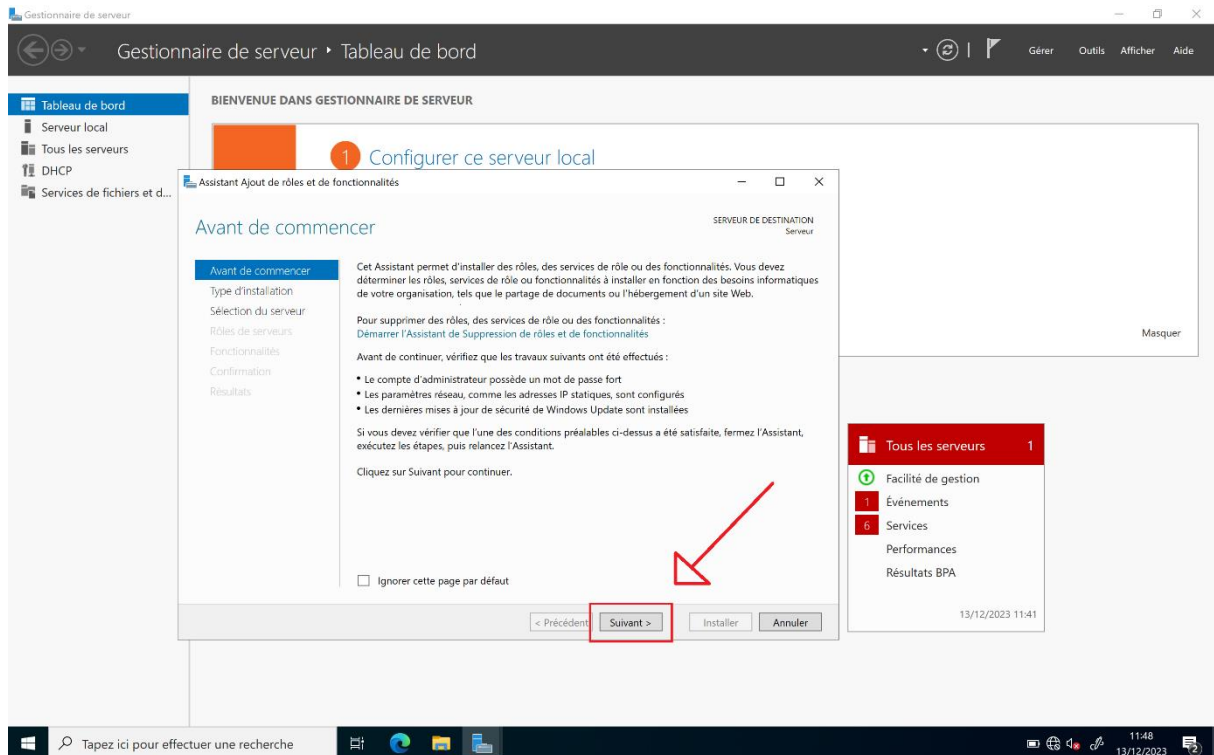 Gestionnaire de serveur
Gestionnaire de serveur ‣ Tableau de bord
Gérer Outils Afficher Aide
Tableau de bord
Serveur local
Tous les serveurs
DHCP
Services de fichiers et d...
BIENVENUE DANS GESTIONNAIRE DE SERVEUR
1 Configurer ce serveur local
Masquer
Assistant Ajout de rôles et de fonctionnalités
Avant de commencer
SERVEUR DE DESTINATION
Serveur
Avant de commencer
Type d'installation
Sélection du serveur
Rôles de serveurs
Fonctionnalités
Confirmation
Résultats
Cet Assistant permet d'installer des rôles, des services de rôle ou des fonctionnalités. Vous devez
déterminer les rôles, services de rôle ou fonctionnalités à installer en fonction des besoins informatiques
de votre organisation, tels que le partage de documents ou l'hébergement d'un site Web.
Pour supprimer des rôles, des services de rôle ou des fonctionnalités :
Démarrer l'Assistant de Suppression de rôles et de fonctionnalités
Avant de continuer, vérifiez que les travaux suivants ont été effectués :
• Le compte d'administrateur possède un mot de passe fort
• Les paramètres réseau, comme les adresses IP statiques, sont configurés
• Les dernières mises à jour de sécurité de Windows Update sont installées
Si vous devez vérifier que l'une des conditions préalables ci-dessus a été satisfaite, fermez l'Assistant,
exécutez les étapes, puis relancez l'Assistant.
Cliquez sur Suivant pour continuer.
Ignorer cette page par défaut
< Précédent Suivant > Installer Annuler
Tous les serveurs 1
Facilité de gestion
1 Événements
6 Services
Performances
Résultats BPA
13/12/2023 11:41
Tapez ici pour effectuer une recherche
11:48
13/12/2023
2